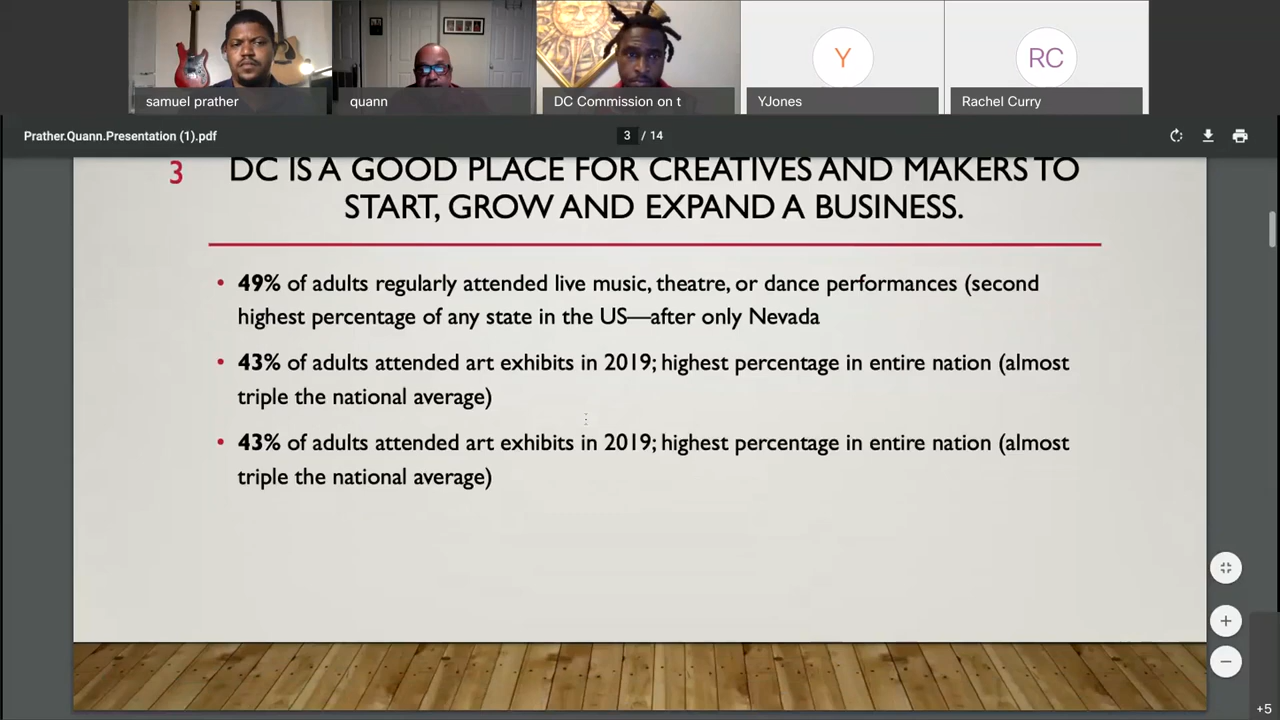 samuel prather
quann
DC Commission on t
Y
YJones
RC
Rachel Curry
Prather.Quann.Presentation (1).pdf
3 / 14
3
DC IS A GOOD PLACE FOR CREATIVES AND MAKERS TO
START, GROW AND EXPAND A BUSINESS.
• 49% of adults regularly attended live music, theatre, or dance performances (second
highest percentage of any state in the US—after only Nevada
• 43% of adults attended art exhibits in 2019; highest percentage in entire nation (almost
triple the national average)
• 43% of adults attended art exhibits in 2019; highest percentage in entire nation (almost
triple the national average)
+5